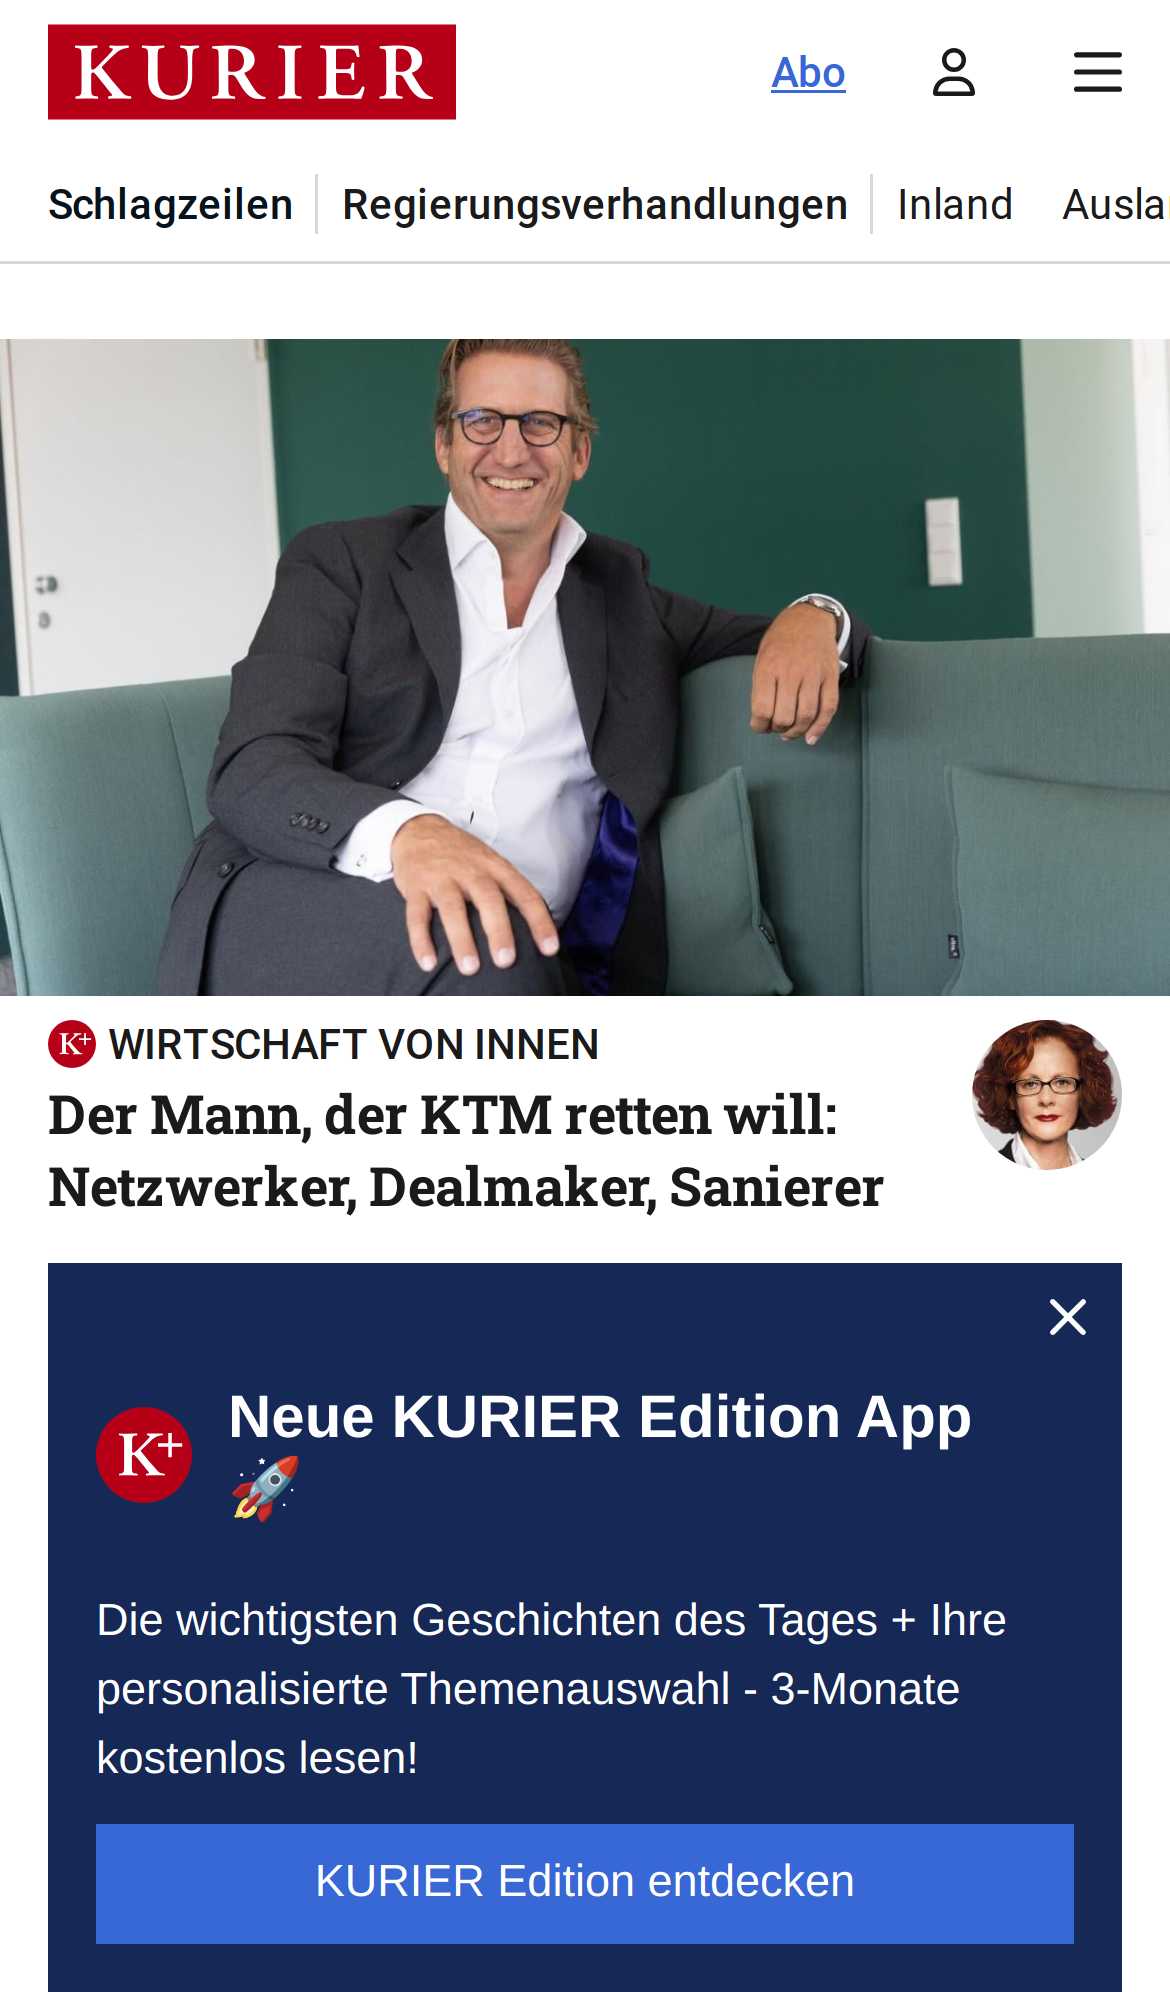 KURIER
Abo
Schlagzeilen
Regierungsverhandlungen
Inland
Ausla
K+ WIRTSCHAFT VON INNEN
Der Mann, der KTM retten will:
Netzwerker, Dealmaker, Sanierer
K+
Neue KURIER Edition App
🚀
Die wichtigsten Geschichten des Tages + Ihre
personalisierte Themenauswahl - 3-Monate
kostenlos lesen!
KURIER Edition entdecken